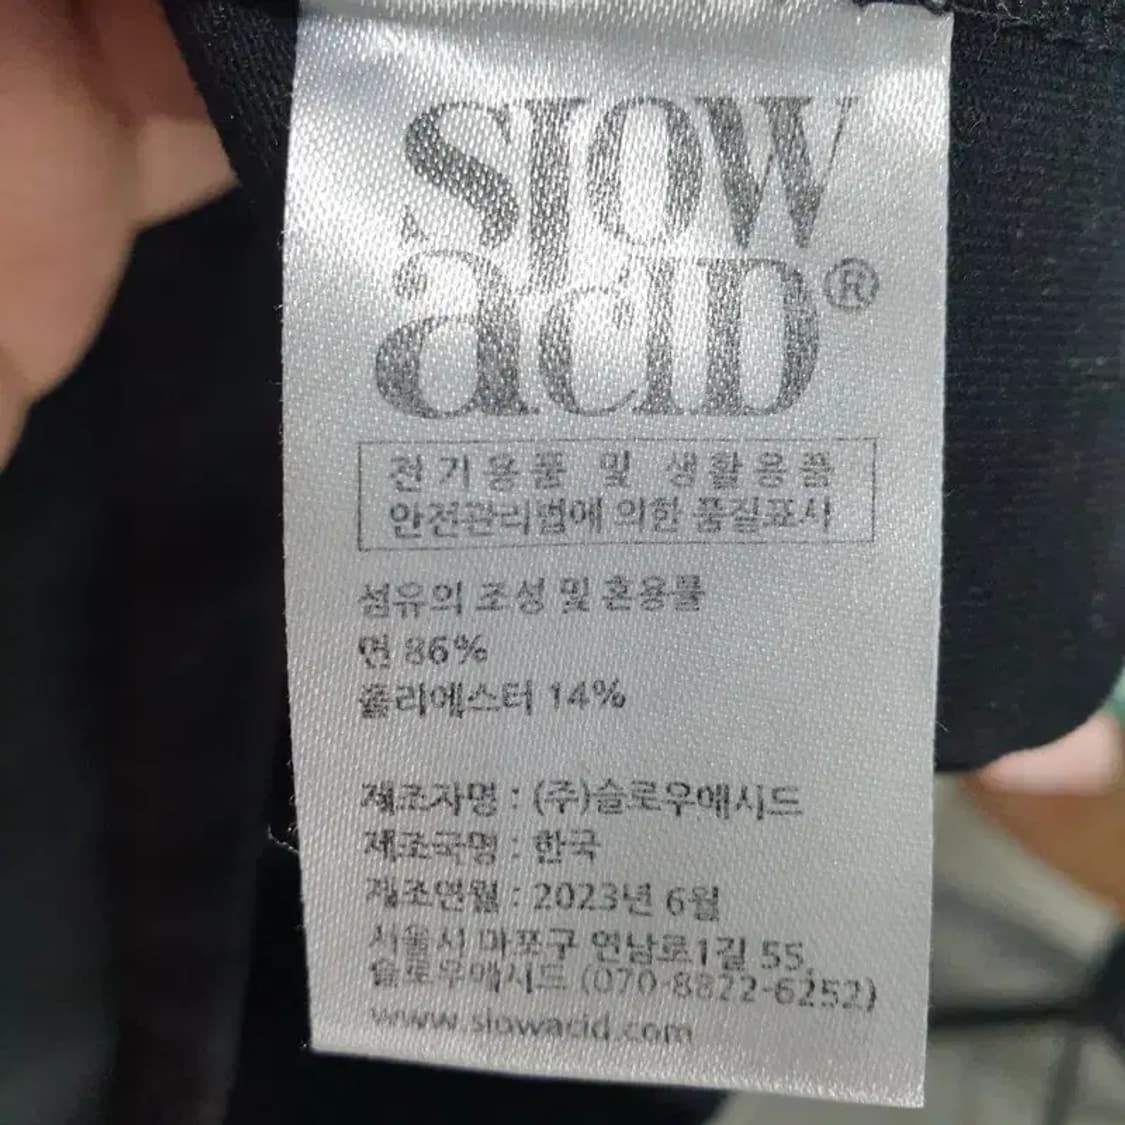 slow
acid®
전기용품 및 생활용품
안전관리법에 의한 품질표시
섬유의 조성 및 혼용률
면 86%
폴리에스터 14%
제조자명 : (주)슬로우애시드
제조국명 : 한국
제조연월 : 2023년 6월
서울시 마포구 연남로1길 55,
슬로우애시드 (070-8822-6252)
www.slowacid.com